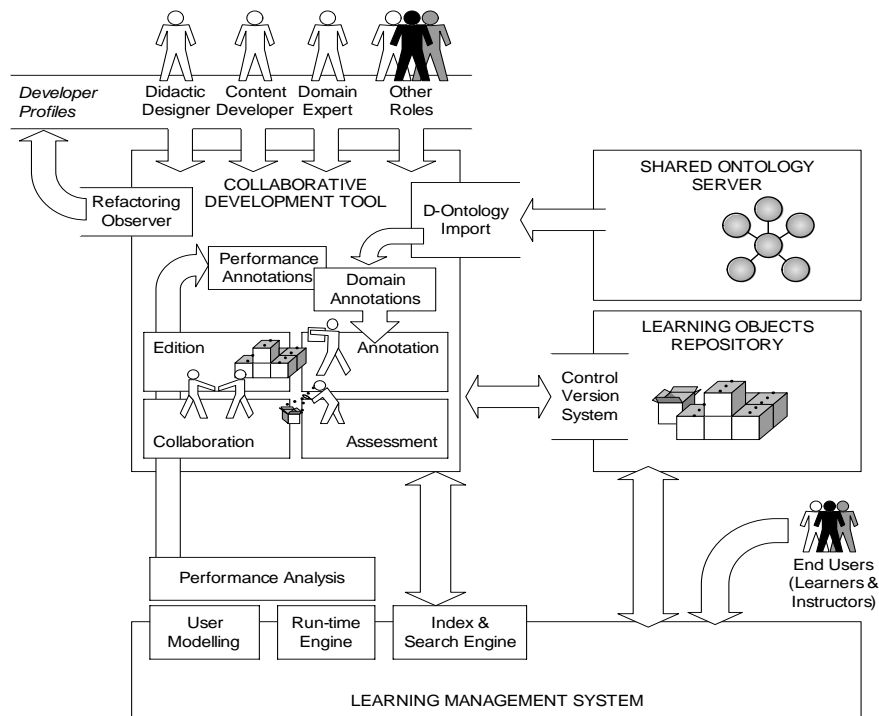 Developer
Profiles
Didactic
Designer
Content
Developer
Domain
Expert
Other
Roles
COLLABORATIVE
DEVELOPMENT TOOL
Refactoring
Observer
D-Ontology
Import
SHARED ONTOLOGY
SERVER
Performance
Annotations
Domain
Annotations
Edition
Annotation
Collaboration
Assessment
LEARNING OBJECTS
REPOSITORY
Control
Version
System
End Users
(Learners &
Instructors)
Performance Analysis
User
Modelling
Run-time
Engine
Index &
Search Engine
LEARNING MANAGEMENT SYSTEM